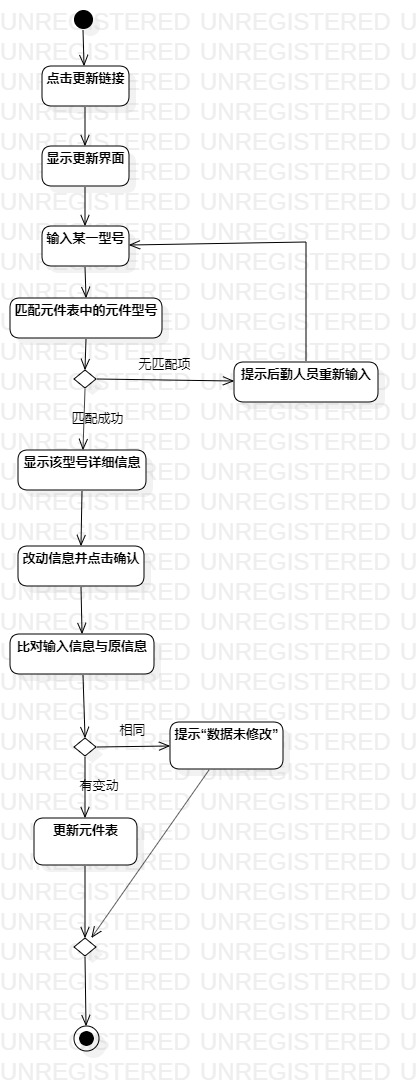 点击更新链接
显示更新界面
输入某一型号
匹配元件表中的元件型号
无匹配项
提示后勤人员重新输入
匹配成功
显示该型号详细信息
改动信息并点击确认
比对输入信息与原信息
相同
提示“数据未修改”
有变动
更新元件表
UNREGISTERED UNREGISTERED